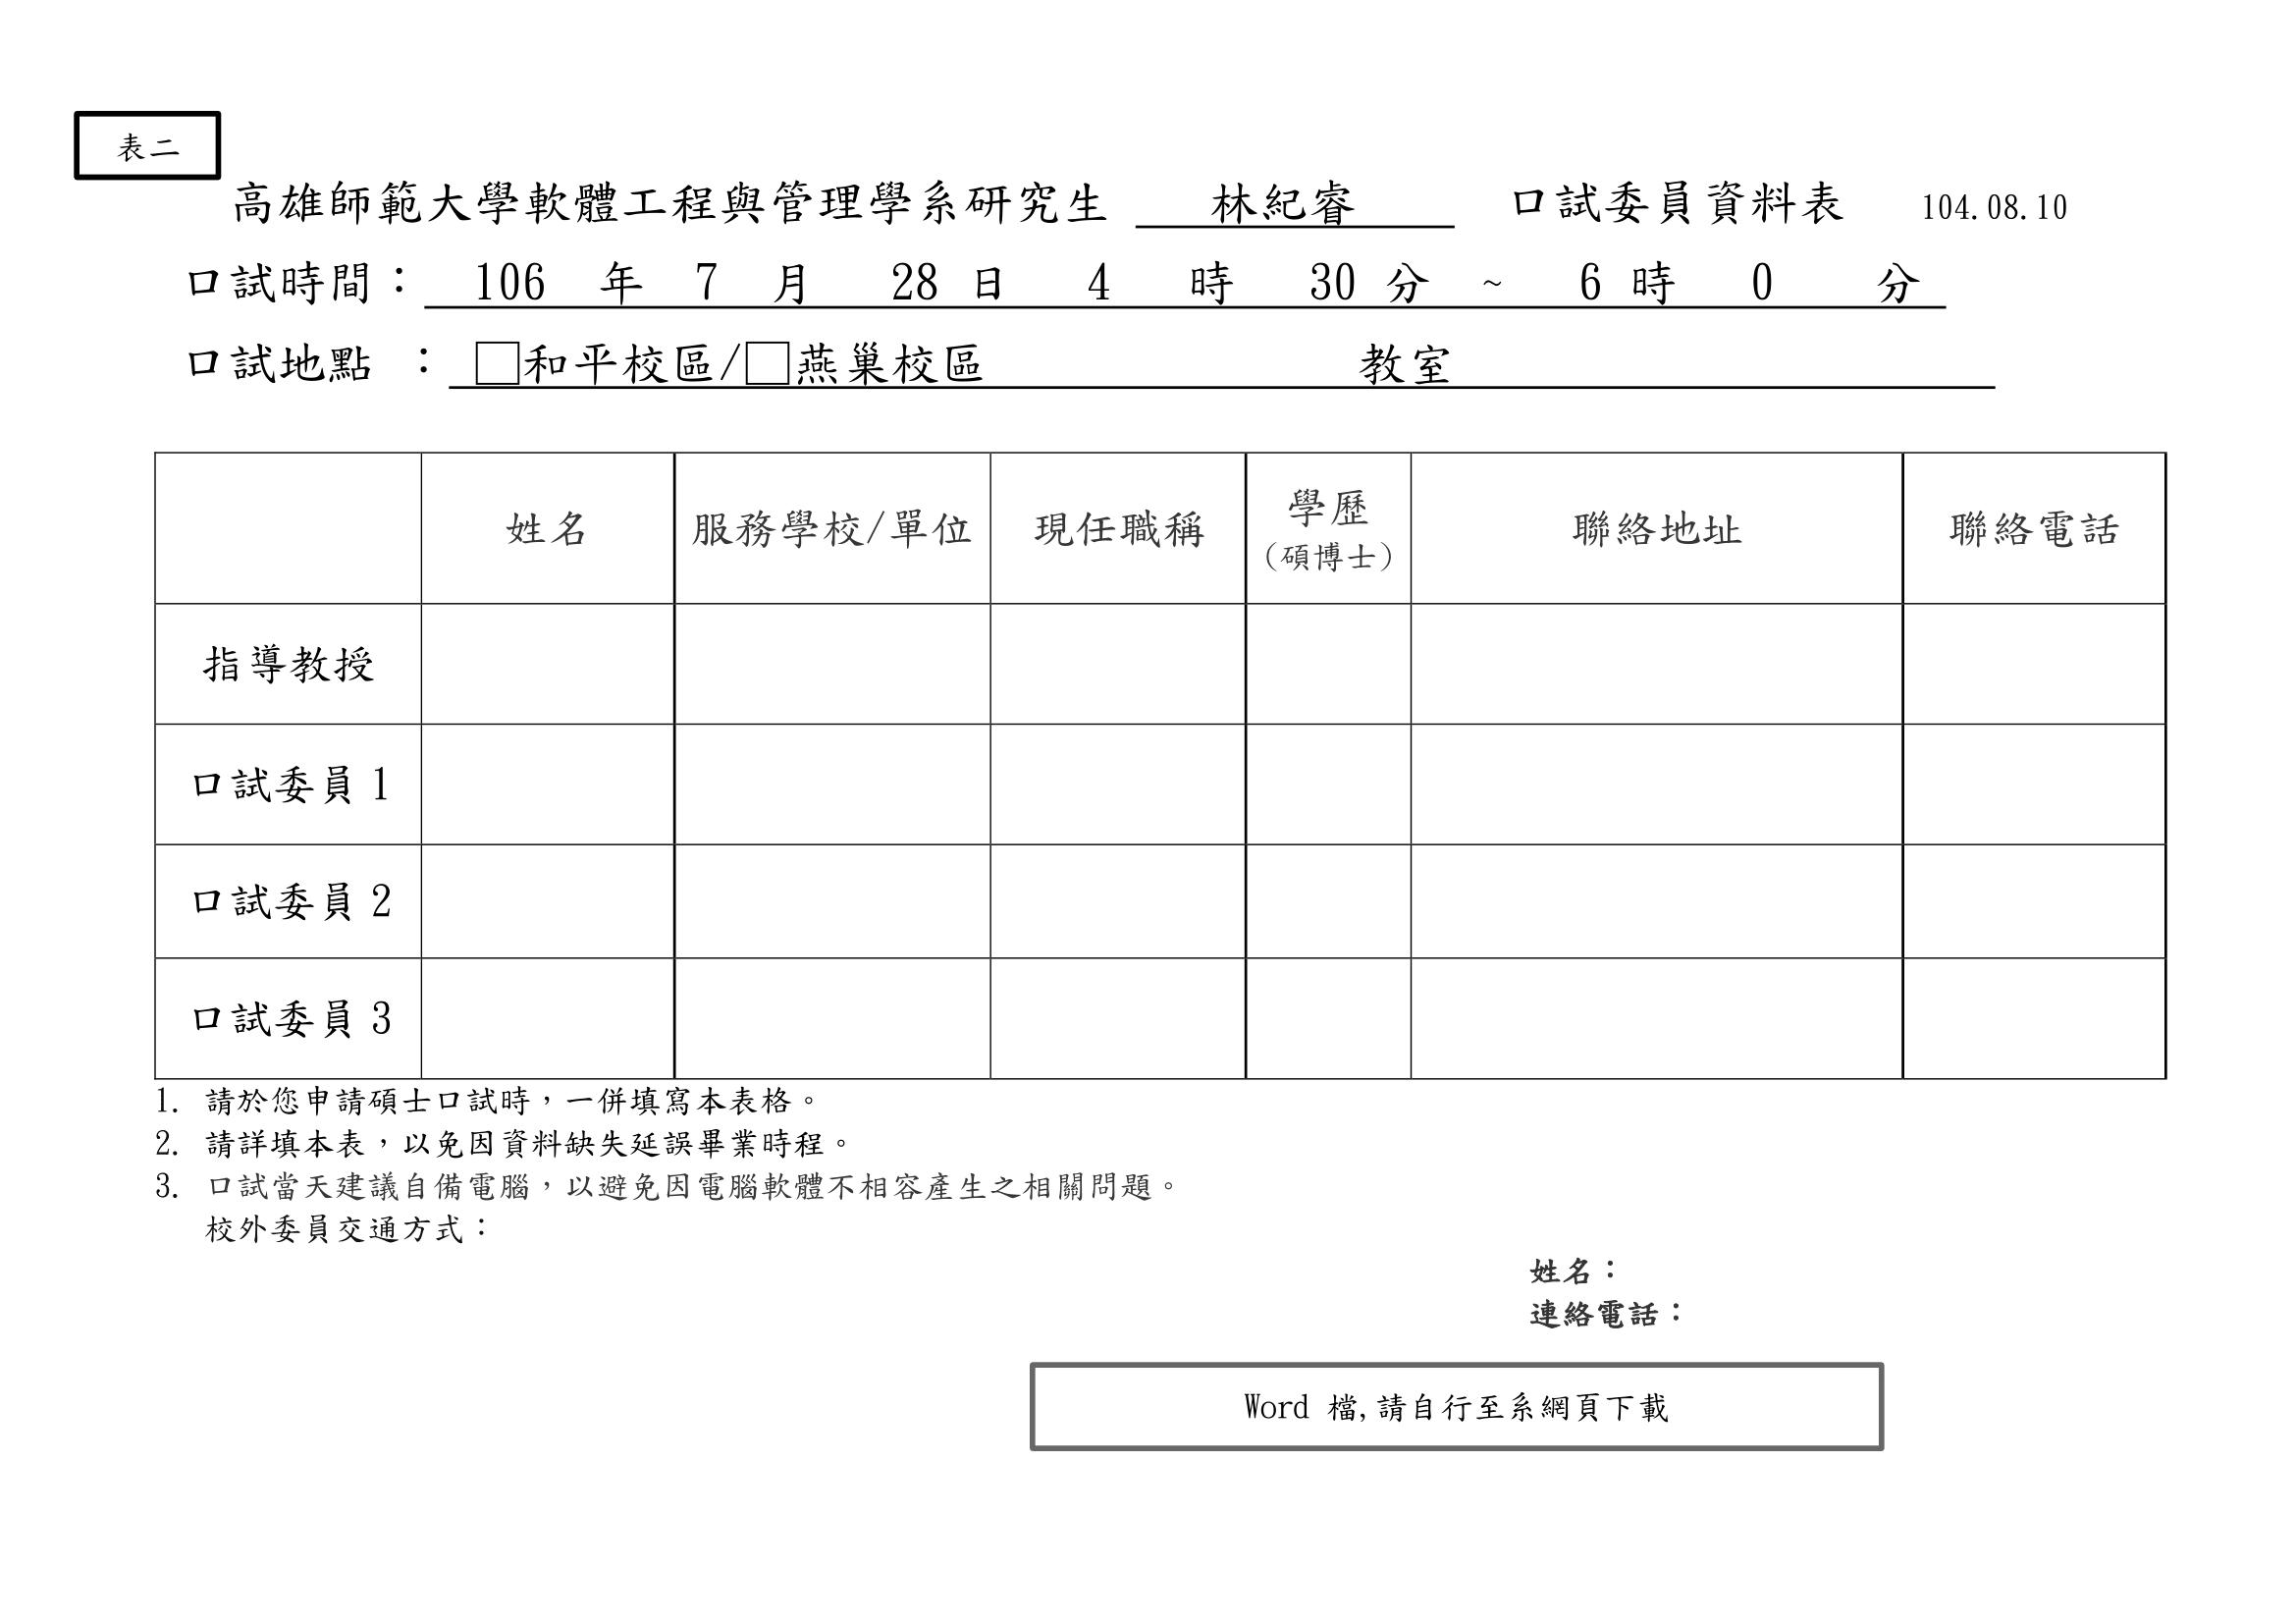 表二
高雄師範大學軟體工程與管理學系研究生 林紀睿 口試委員資料表 104.08.10
口試時間： 106 年 7 月 28 日 4 時 30 分 ~ 6 時 0 分
口試地點 ： □和平校區/□燕巢校區 教室
姓名 服務學校/單位 現任職稱 學歷 聯絡地址 聯絡電話
(碩博士)
指導教授
口試委員 1
口試委員 2
口試委員 3
1. 請於您申請碩士口試時，一併填寫本表格。
2. 請詳填本表，以免因資料缺失延誤畢業時程。
3. 口試當天建議自備電腦，以避免因電腦軟體不相容產生之相關問題。
校外委員交通方式：
姓名：
連絡電話：
Word 檔,請自行至系網頁下載